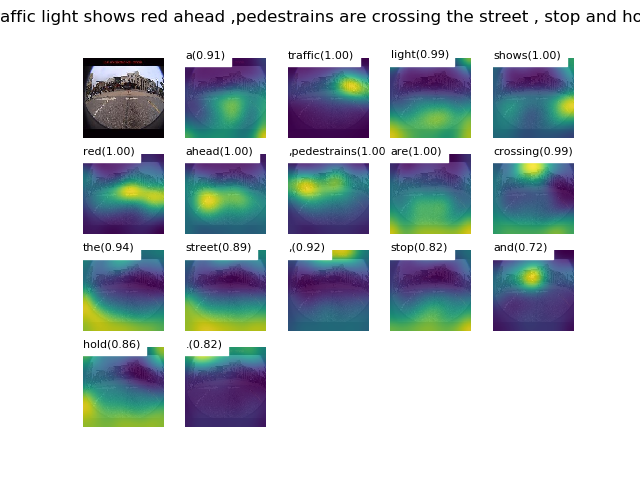 affic light shows red ahead ,pedestrains are crossing the street , stop and ho
a(0.91) traffic(1.00) light(0.99) shows(1.00)
red(1.00) ahead(1.00) ,pedestrains(1.00 are(1.00) crossing(0.99)
the(0.94) street(0.89) ,(0.92) stop(0.82) and(0.72)
hold(0.86) .(0.82)